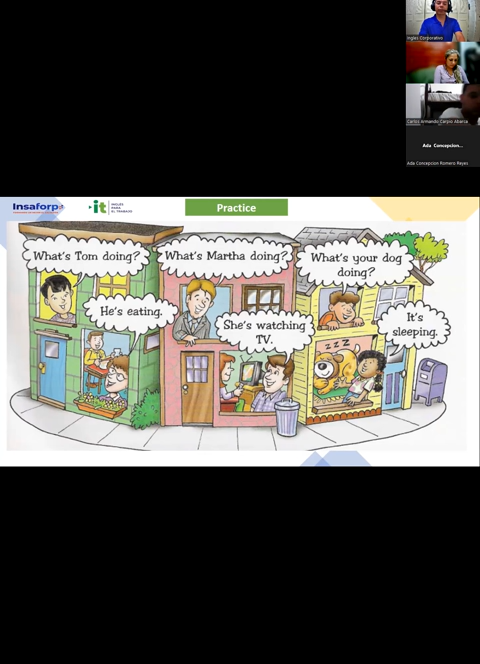 Ingles Corporativo
Carlos Armando Carpio Abarca
Ada Concepcion...
Ada Concepcion Romero Reyes
Insaforp
it
INGLÉS
PARA
EL TRABAJO
Practice
What's Tom doing?
He's eating.
What's Martha doing?
She's watching
TV.
What's your dog
doing?
zzz
It's
sleeping.